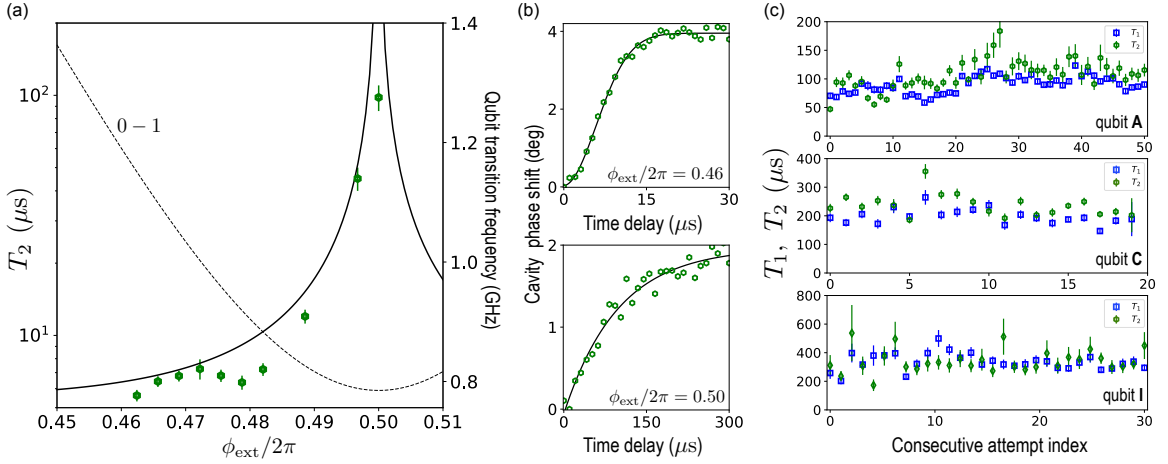 (a)
T₂ (μs)
10²
10¹
0 − 1
1.4
1.2
1.0
0.8
Qubit transition frequency (GHz)
0.45 0.46 0.47 0.48 0.49 0.50 0.51
ϕext/2π
(b)
Cavity phase shift (deg)
4
2
0
ϕext/2π = 0.46
0 15 30
Time delay (μs)
2
1
0
ϕext/2π = 0.50
0 150 300
Time delay (μs)
(c)
T₁, T₂ (μs)
200
150
100
50
0
T₁
T₂
qubit A
0 10 20 30 40 50
400
300
200
100
0
T₁
T₂
qubit C
0 5 10 15 20
800
600
400
200
0
T₁
T₂
qubit I
0 10 20 30
Consecutive attempt index